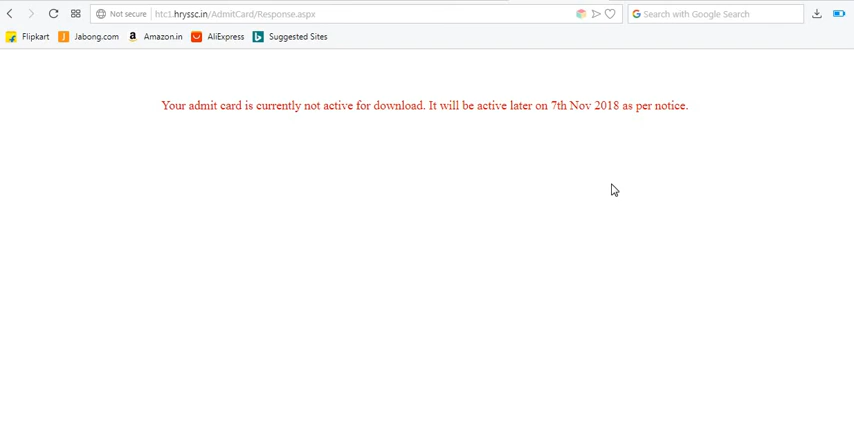 Not secure htc1.hryssc.in/AdmitCard/Response.aspx Search with Google Search
Flipkart Jabong.com Amazon.in AliExpress Suggested Sites
Your admit card is currently not active for download. It will be active later on 7th Nov 2018 as per notice.